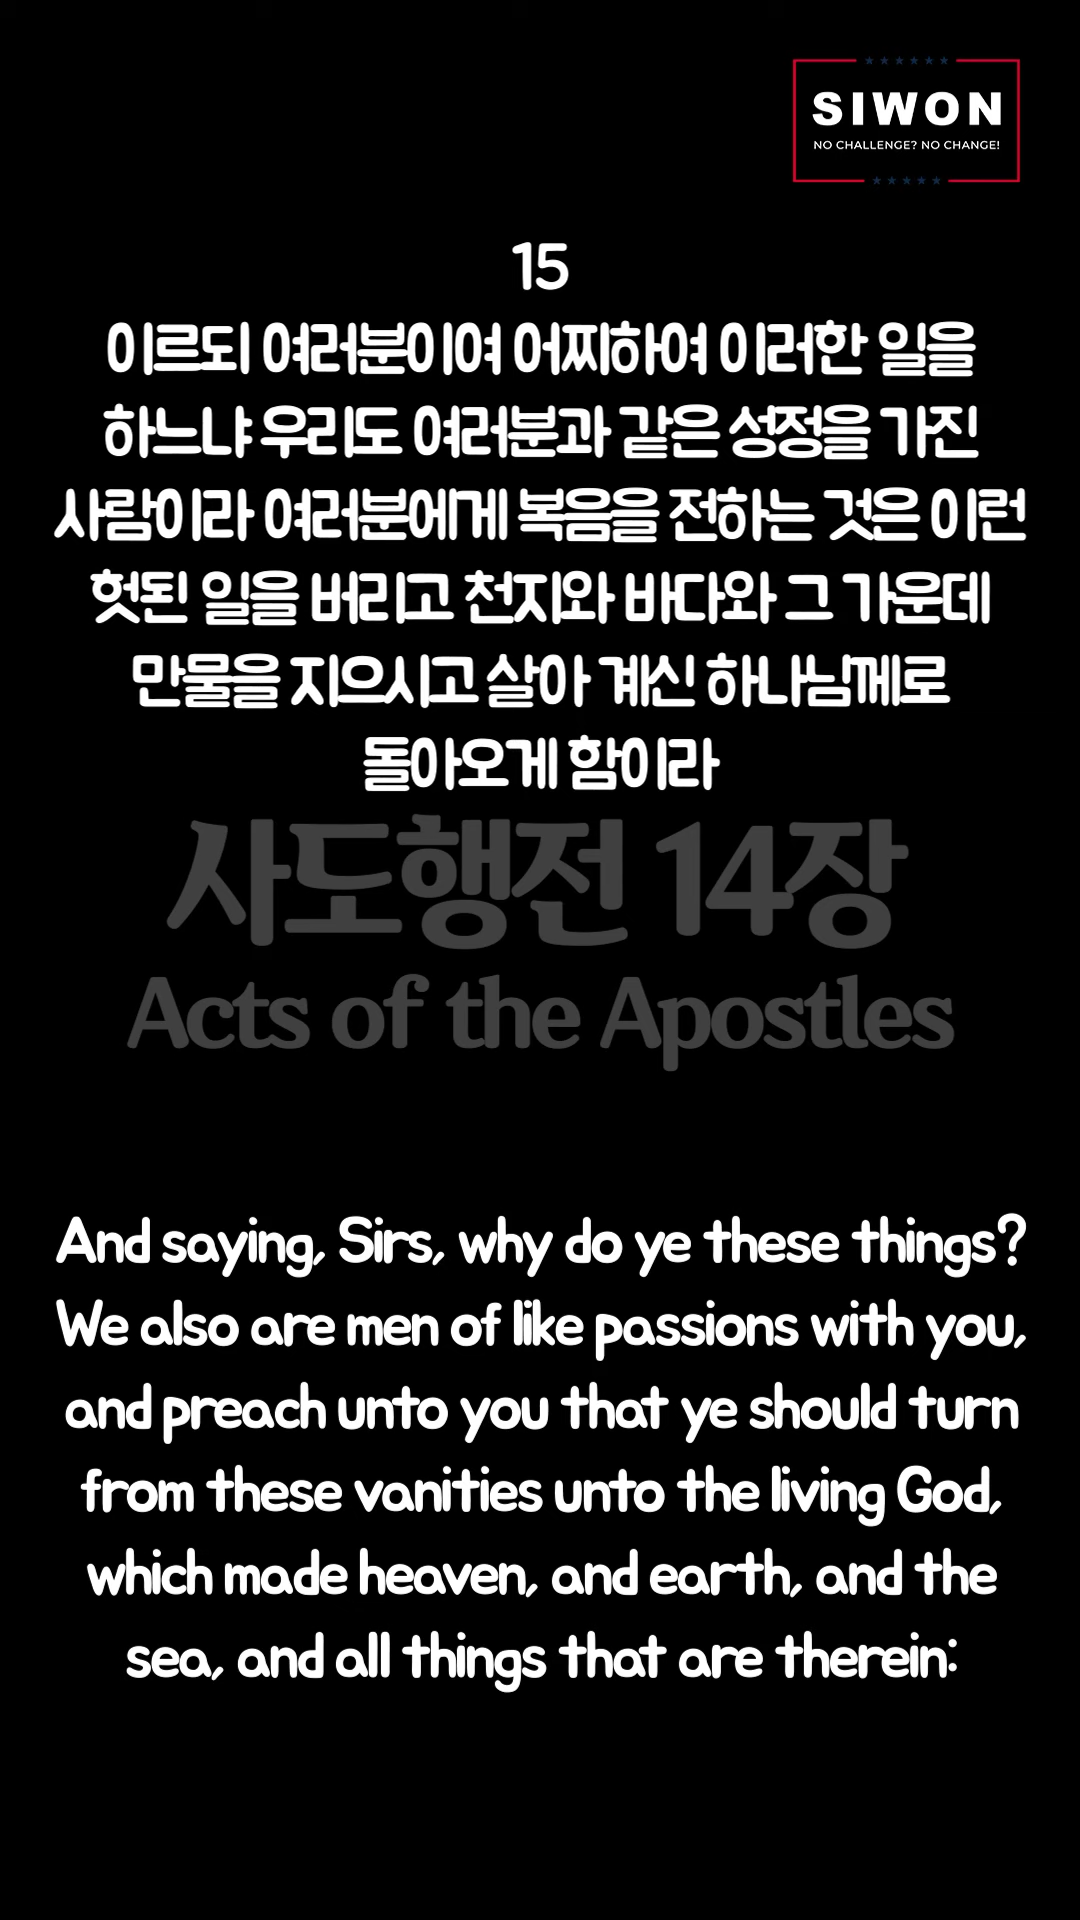 SIWON
NO CHALLENGE? NO CHANGE!
15
이르되 여러분이여 어찌하여 이러한 일을
하느냐 우리도 여러분과 같은 성정을 가진
사람이라 여러분에게 복음을 전하는 것은 이런
헛된 일을 버리고 천지와 바다와 그 가운데
만물을 지으시고 살아 계신 하나님께로
돌아오게 함이라
사도행전 14장
Acts of the Apostles
And saying, Sirs, why do ye these things?
We also are men of like passions with you,
and preach unto you that ye should turn
from these vanities unto the living God,
which made heaven, and earth, and the
sea, and all things that are therein: